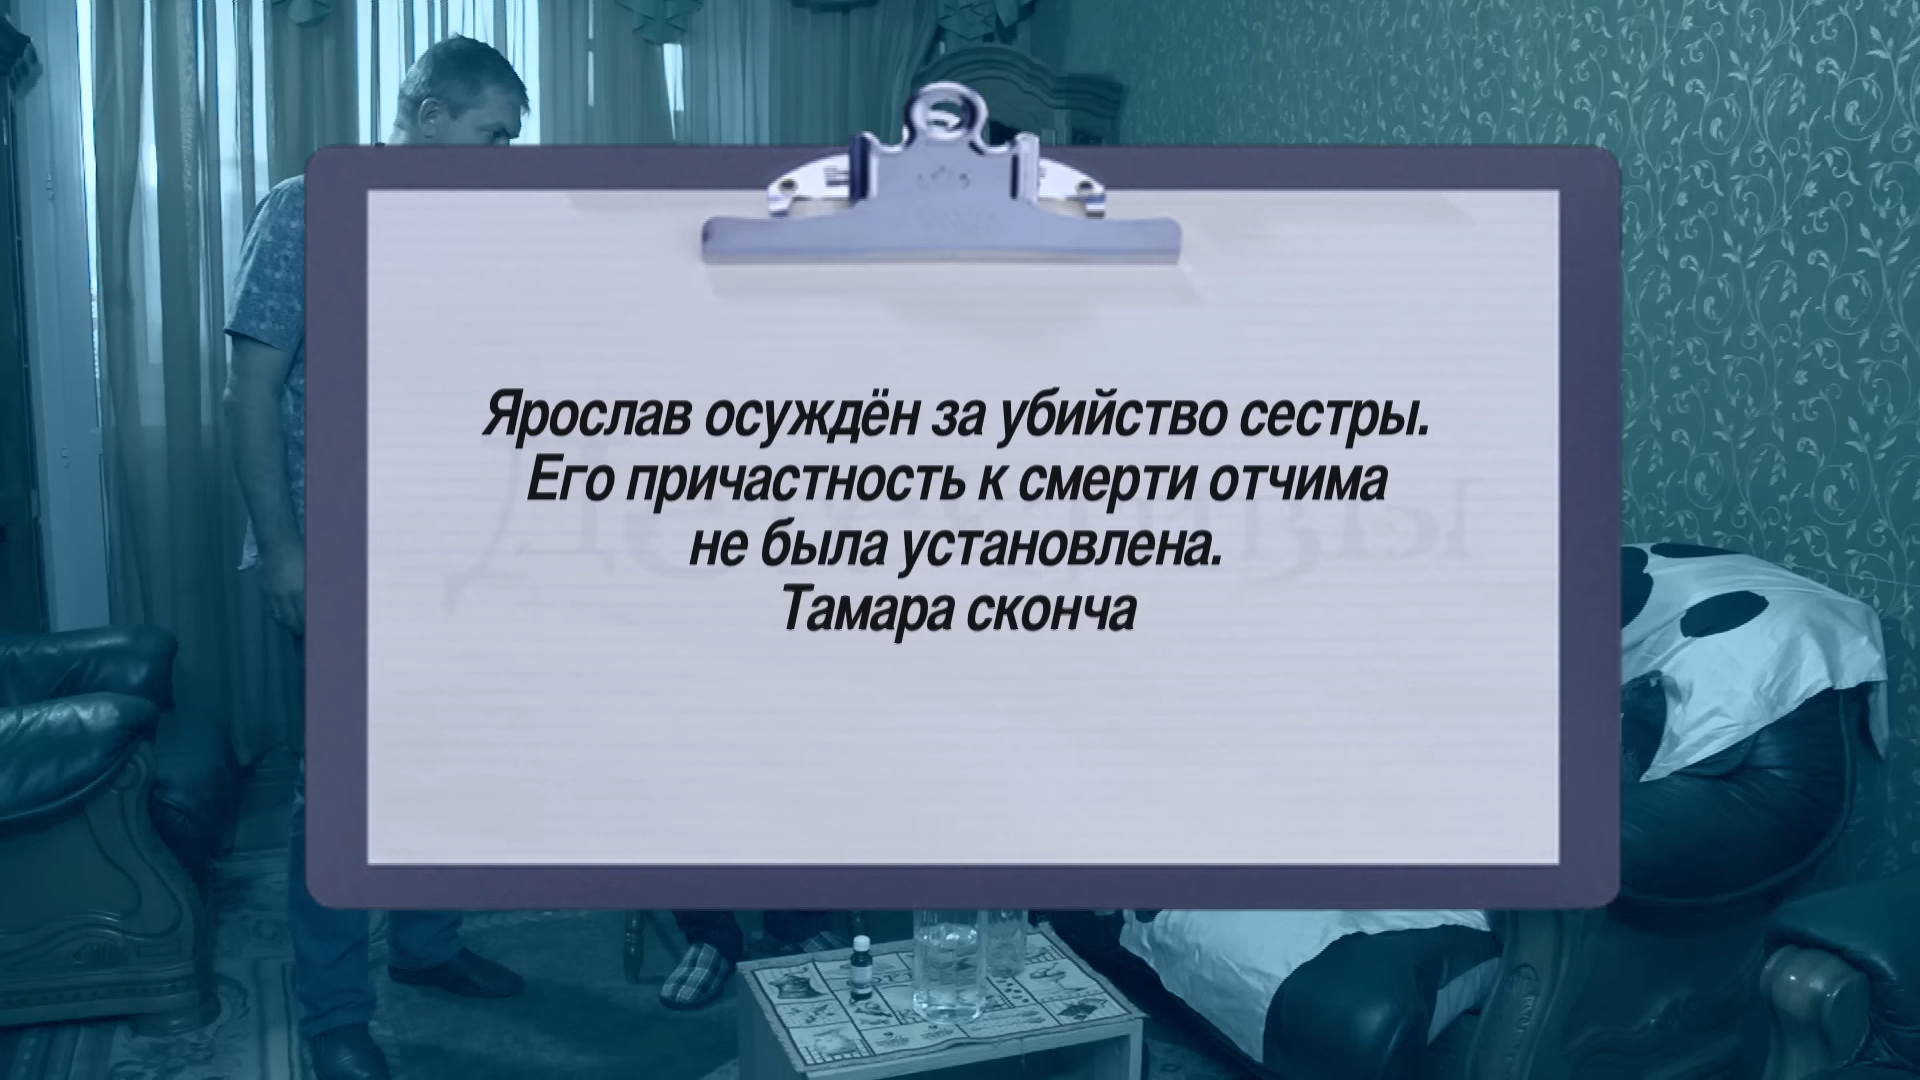 Ярослав осуждён за убийство сестры.
Его причастность к смерти отчима
не была установлена.
Тамара сконча